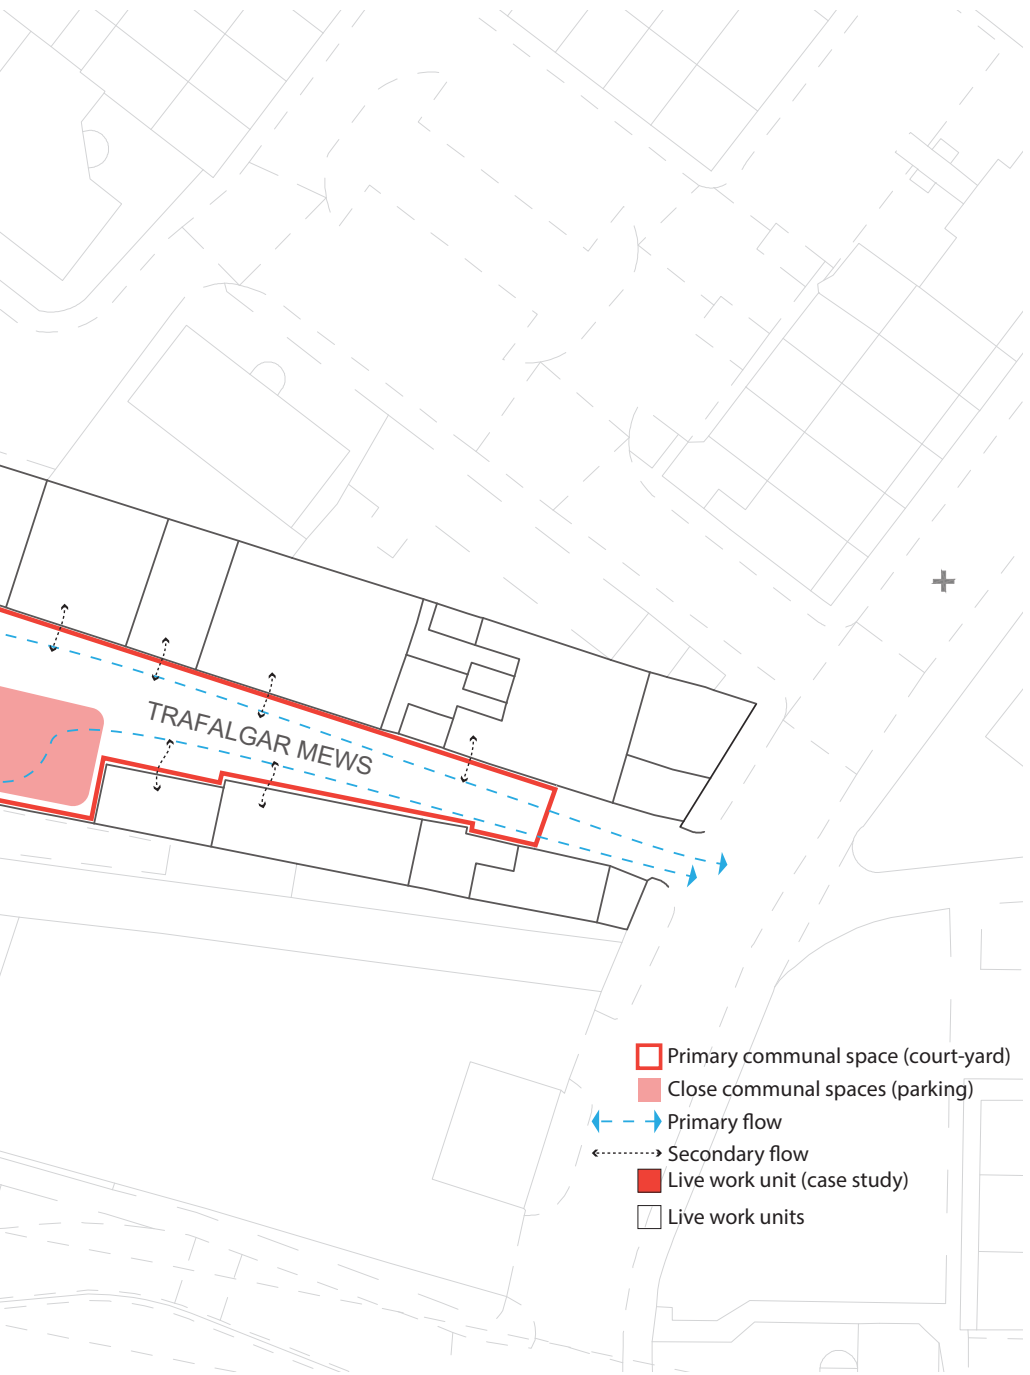 TRAFALGAR MEWS
Primary communal space (court-yard)
Close communal spaces (parking)
Primary flow
Secondary flow
Live work unit (case study)
Live work units